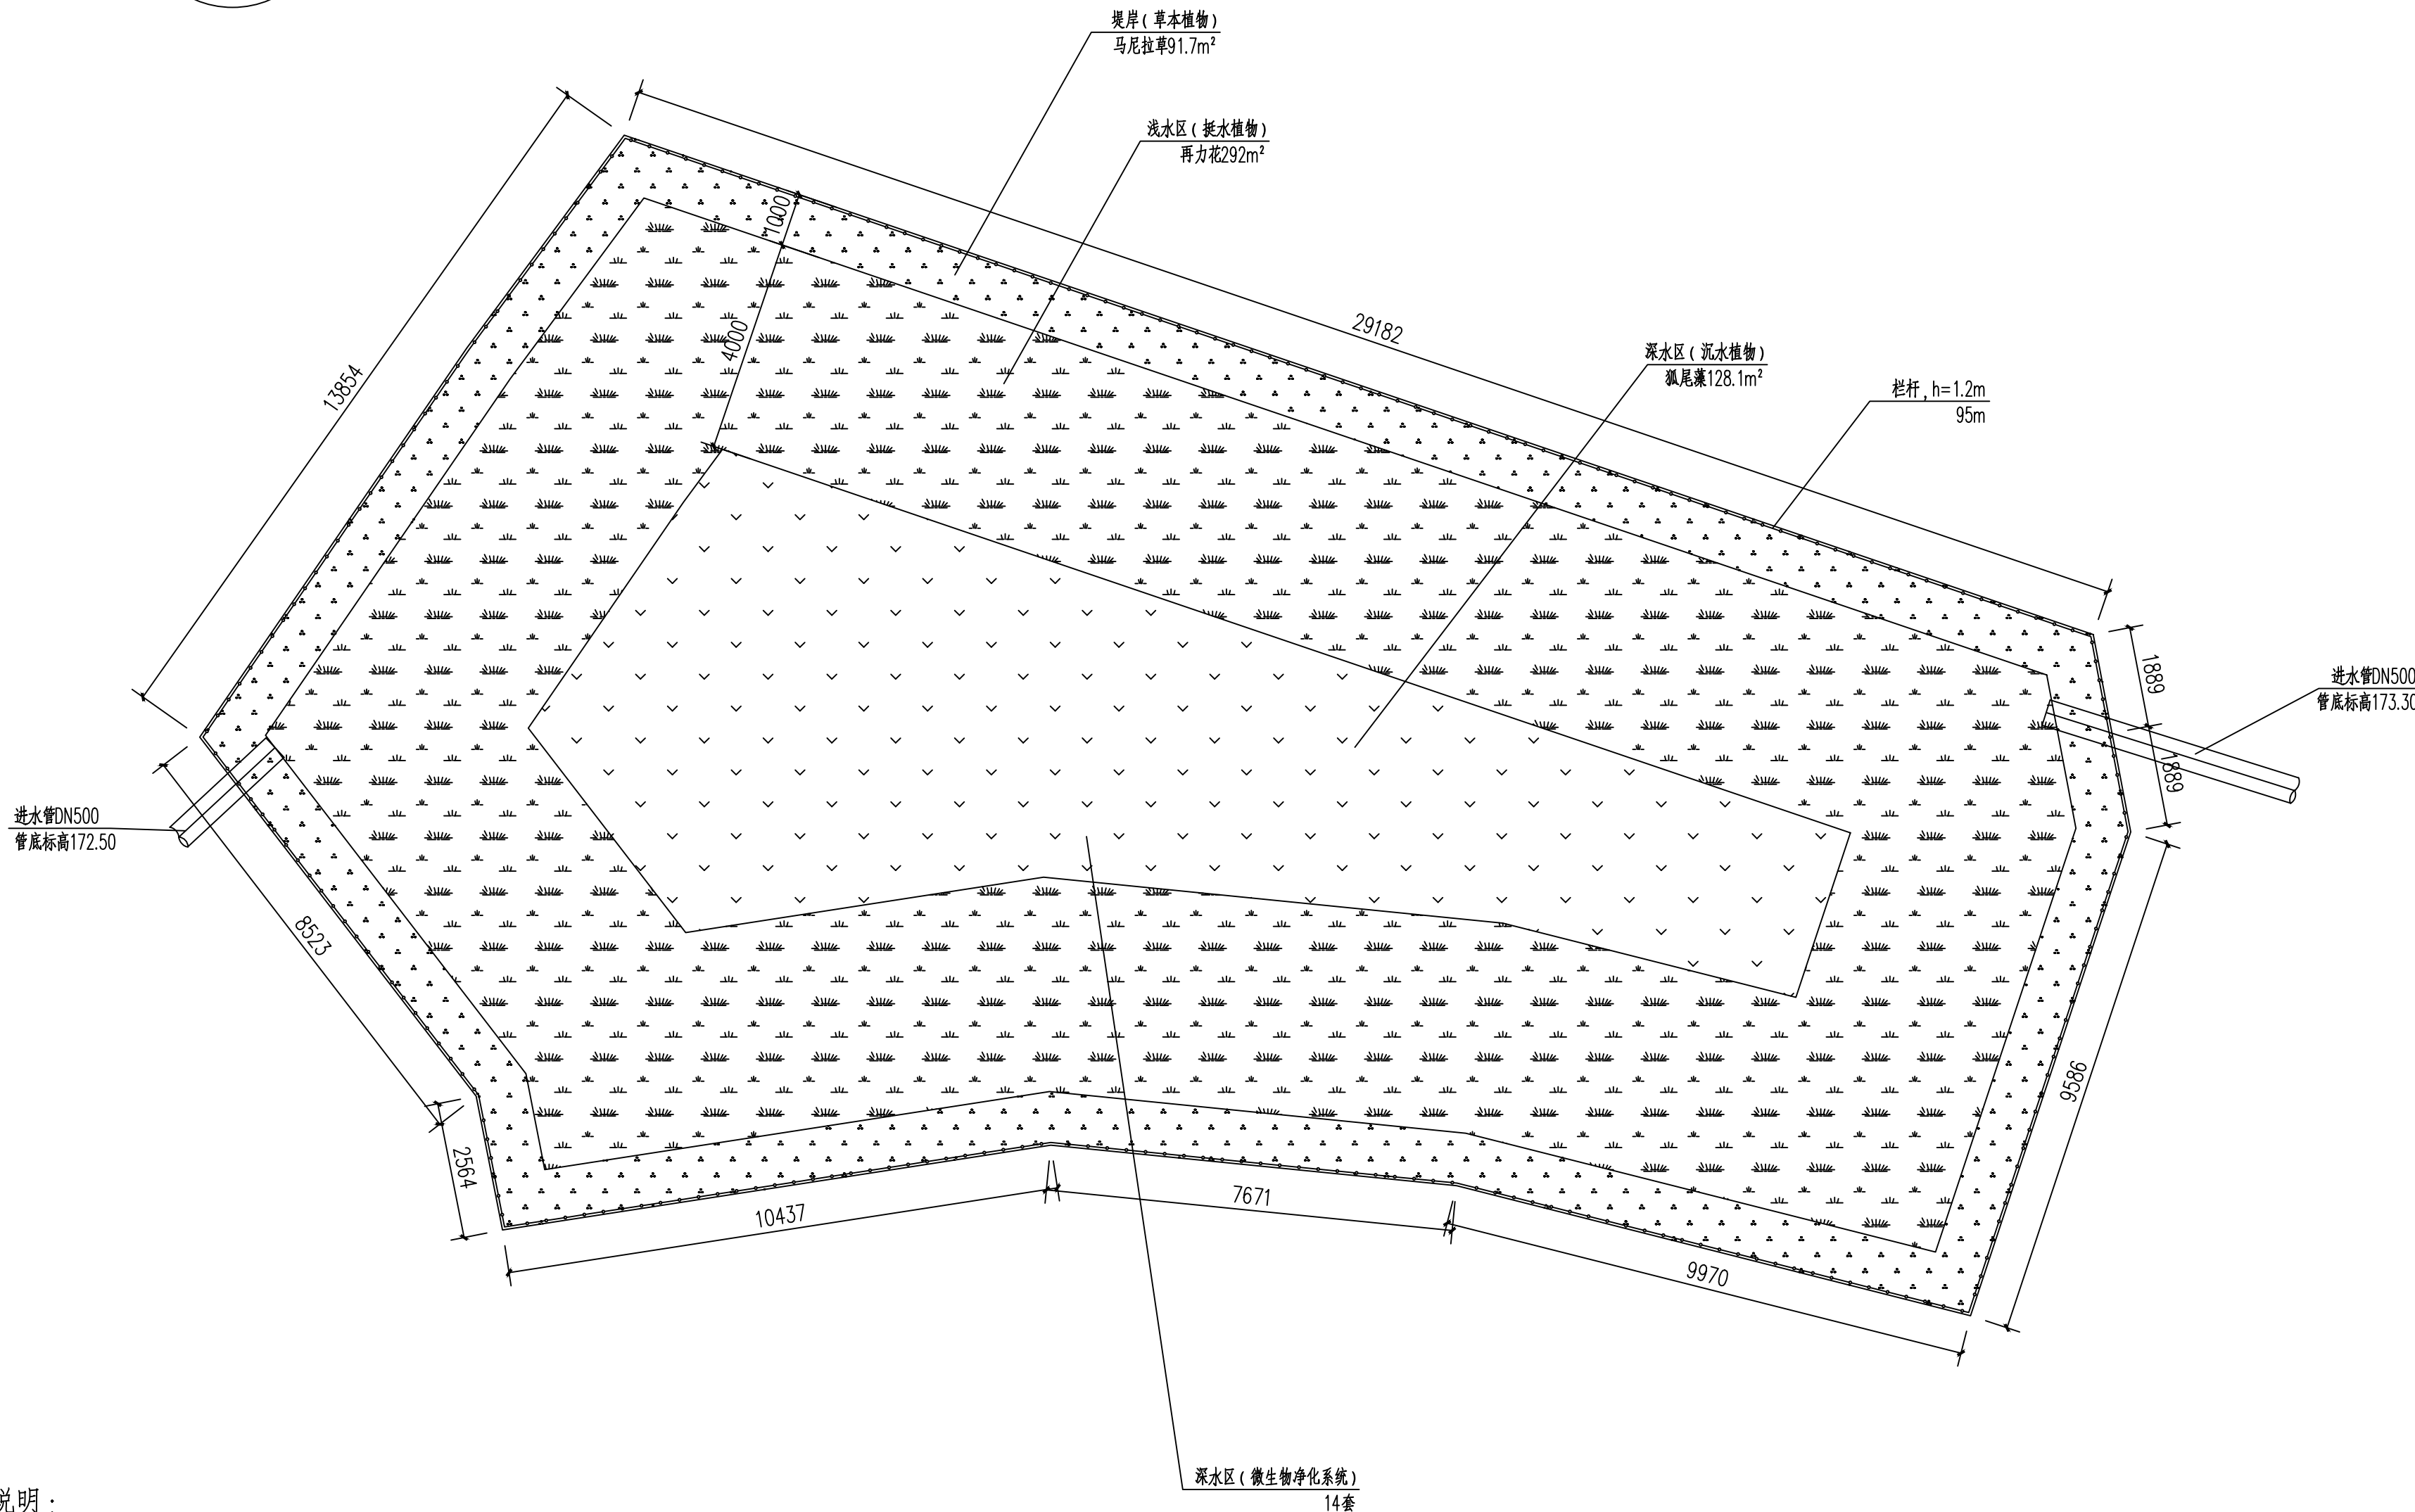 堤岸(草本植物)
马尼拉草91.7m²
浅水区(挺水植物)
再力花292m²
1000
4000
29182
13854
深水区(沉水植物)
狐尾藻128.1m²
栏杆,h=1.2m
95m
1889
1889
进水管DN500
管底标高173.30
进水管DN500
管底标高172.50
8523
2564
10437
7671
9970
9586
深水区(微生物净化系统)
14套
说明: